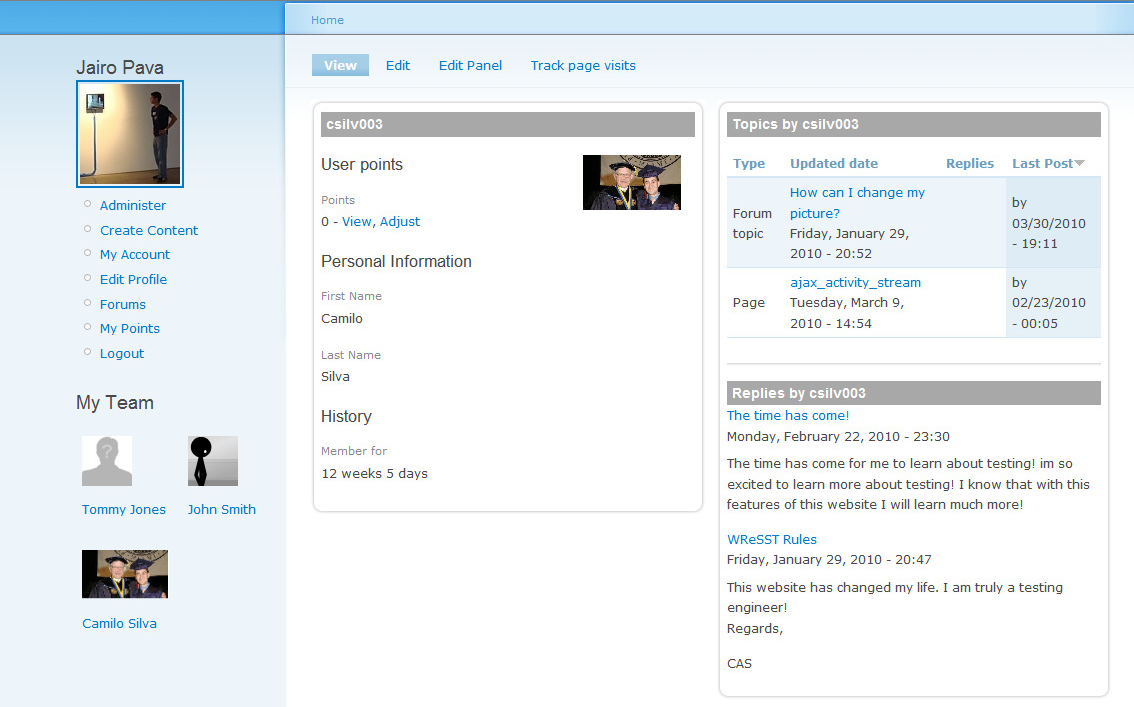 Home
Jairo Pava
Administer
Create Content
My Account
Edit Profile
Forums
My Points
Logout
My Team
Tommy Jones
John Smith
Camilo Silva
View
Edit
Edit Panel
Track page visits
csilv003
User points
Points
0 - View, Adjust
Personal Information
First Name
Camilo
Last Name
Silva
History
Member for
12 weeks 5 days
Topics by csilv003
Type
Updated date
Replies
Last Post
Forum
topic
How can I change my
picture?
Friday, January 29,
2010 - 20:52
by
03/30/2010
- 19:11
Page
ajax_activity_stream
Tuesday, March 9,
2010 - 14:54
by
02/23/2010
- 00:05
Replies by csilv003
The time has come!
Monday, February 22, 2010 - 23:30
The time has come for me to learn about testing! im so
excited to learn more about testing! I know that with this
features of this website I will learn much more!
WReSST Rules
Friday, January 29, 2010 - 20:47
This website has changed my life. I am truly a testing
engineer!
Regards,
CAS